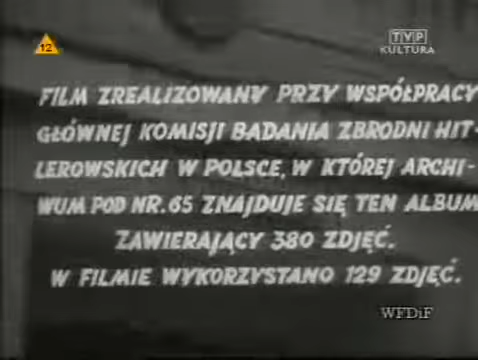 12
TVP
KULTURA
FILM ZREALIZOWANY PRZY WSPÓŁPRACY
GŁÓWNEJ KOMISJI BADANIA ZBRODNI HIT-
LEROWSKICH W POLSCE, W KTÓREJ ARCHI-
WUM POD NR. 65 ZNAJDUJE SIĘ TEN ALBUM
ZAWIERAJĄCY 380 ZDJĘĆ.
W FILMIE WYKORZYSTANO 129 ZDJĘĆ.
WFDiF